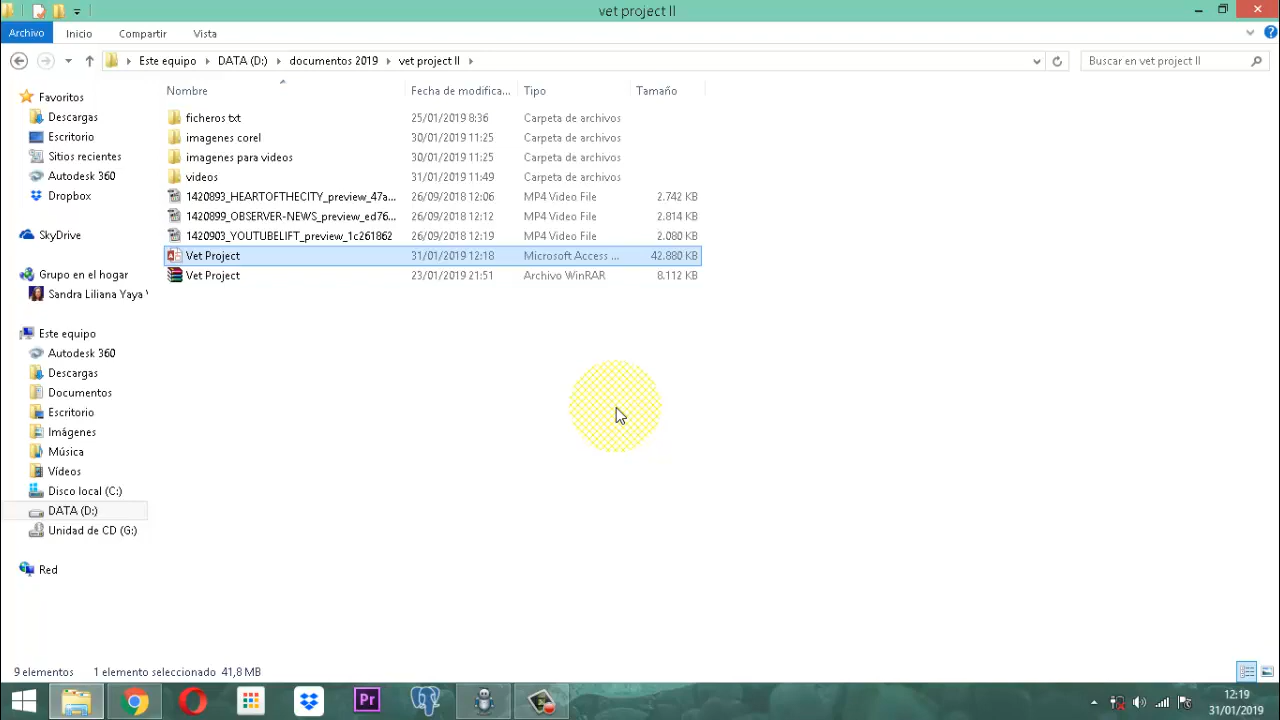 vet project II
Archivo Inicio Compartir Vista
Este equipo DATA (D:) documentos 2019 vet project II Buscar en vet project II
Nombre Fecha de modifica... Tipo Tamaño
Favoritos
Descargas
Escritorio
Sitios recientes
Autodesk 360
Dropbox
SkyDrive
Grupo en el hogar
Sandra Liliana Yaya
Este equipo
Autodesk 360
Descargas
Documentos
Escritorio
Imágenes
Música
Vídeos
Disco local (C:)
DATA (D:)
Unidad de CD (G:)
Red
ficheros txt 25/01/2019 8:36 Carpeta de archivos
imagenes corel 30/01/2019 11:25 Carpeta de archivos
imagenes para videos 30/01/2019 11:25 Carpeta de archivos
videos 31/01/2019 11:49 Carpeta de archivos
1420893_HEARTOFTHECITY_preview_47a... 26/09/2018 12:06 MP4 Video File 2.742 KB
1420899_OBSERVER-NEWS_preview_ed76... 26/09/2018 12:12 MP4 Video File 2.814 KB
1420903_YOUTUBELIFT_preview_1c261862 26/09/2018 12:19 MP4 Video File 2.080 KB
Vet Project 31/01/2019 12:18 Microsoft Access ... 42.880 KB
Vet Project 23/01/2019 21:51 Archivo WinRAR 8.112 KB
9 elementos 1 elemento seleccionado 41,8 MB
Pr
12:19
31/01/2019